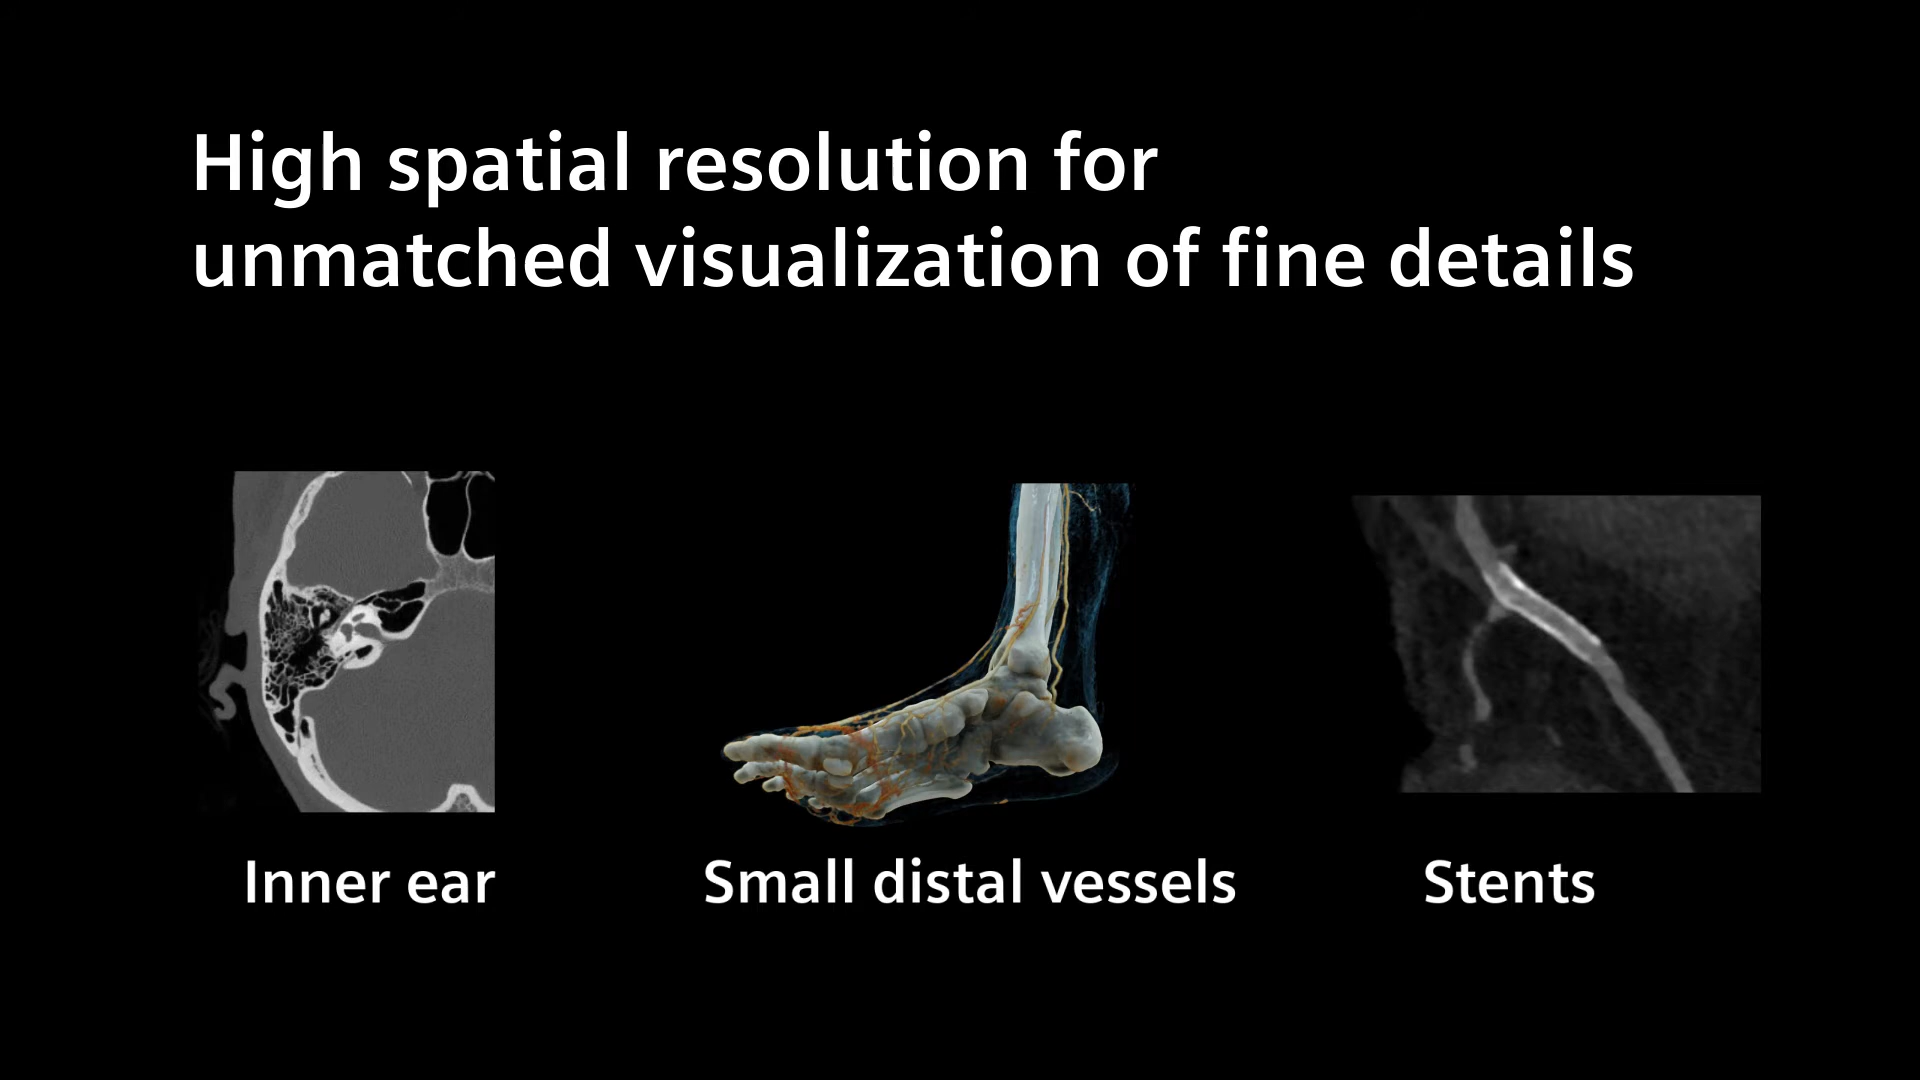 High spatial resolution for
unmatched visualization of fine details
Inner ear
Small distal vessels
Stents